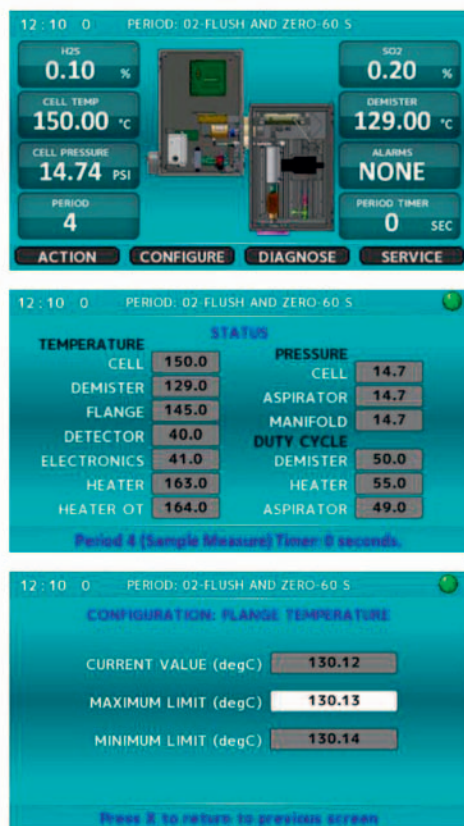 12:10 0 PERIOD: 02-FLUSH AND ZERO-60 S
H2S
0.10 %
CELL TEMP
150.00 °C
CELL PRESSURE
14.74 PSI
PERIOD
4
SO2
0.20 %
DEMISTER
129.00 °C
ALARMS
NONE
PERIOD TIMER
0 SEC
ACTION CONFIGURE DIAGNOSE SERVICE
12:10 0 PERIOD: 02-FLUSH AND ZERO-60 S
STATUS
TEMPERATURE
CELL 150.0
DEMISTER 129.0
FLANGE 145.0
DETECTOR 40.0
ELECTRONICS 41.0
HEATER 163.0
HEATER OT 164.0
PRESSURE
CELL 14.7
ASPIRATOR 14.7
MANIFOLD 14.7
DUTY CYCLE
DEMISTER 50.0
HEATER 55.0
ASPIRATOR 49.0
Period 4 (Sample Measure) Timer: 0 seconds.
12:10 0 PERIOD: 02-FLUSH AND ZERO-60 S
CONFIGURATION: FLANGE TEMPERATURE
CURRENT VALUE (degC) 130.12
MAXIMUM LIMIT (degC) 130.13
MINIMUM LIMIT (degC) 130.14
Press X to return to previous screen